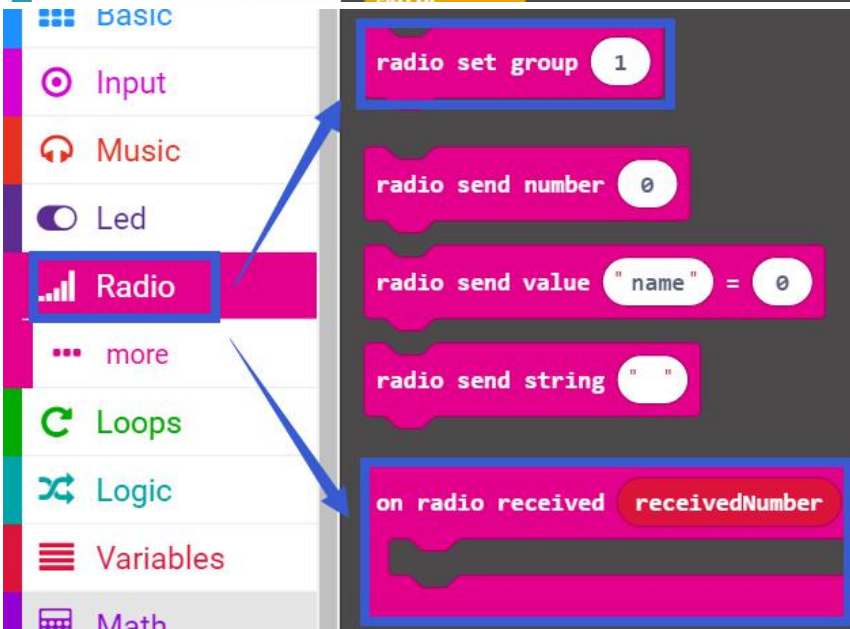 Basic
Input
Music
Led
Radio
more
Loops
Logic
Variables
Math
radio set group 1
radio send number 0
radio send value "name" = 0
radio send string " "
on radio received receivedNumber